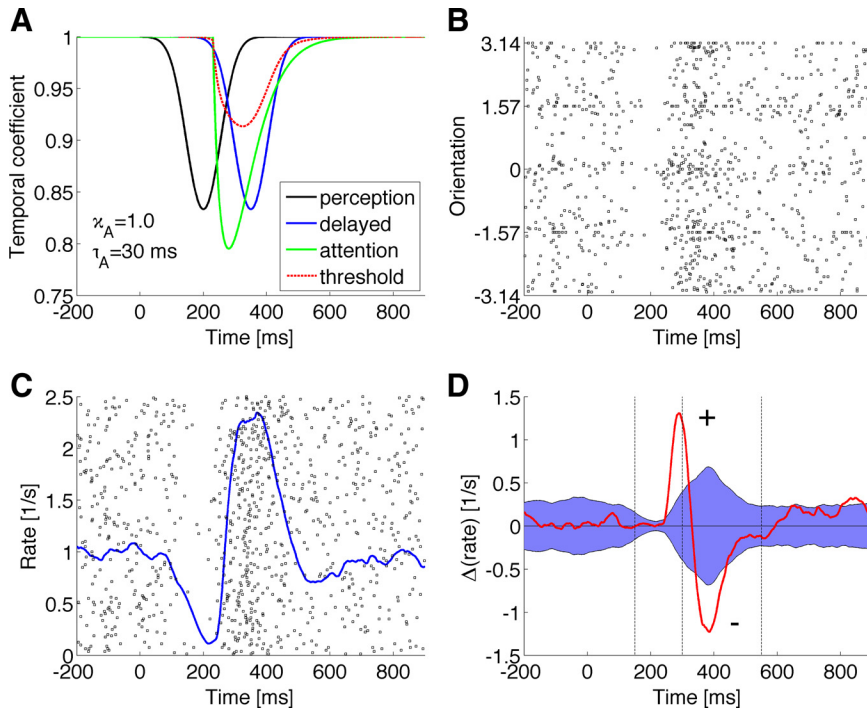 A
Temporal coefficient
1
0.95
0.9
0.85
0.8
0.75
ϰA=1.0
τA=30 ms
perception
delayed
attention
threshold
-200 0 200 400 600 800
Time [ms]
B
Orientation
3.14
1.57
0
-1.57
-3.14
-200 0 200 400 600 800
Time [ms]
C
Rate [1/s]
2.5
2
1.5
1
0.5
0
-200 0 200 400 600 800
Time [ms]
D
Δ(rate) [1/s]
1.5
1
0.5
0
-0.5
-1
-1.5
+
-
-200 0 200 400 600 800
Time [ms]